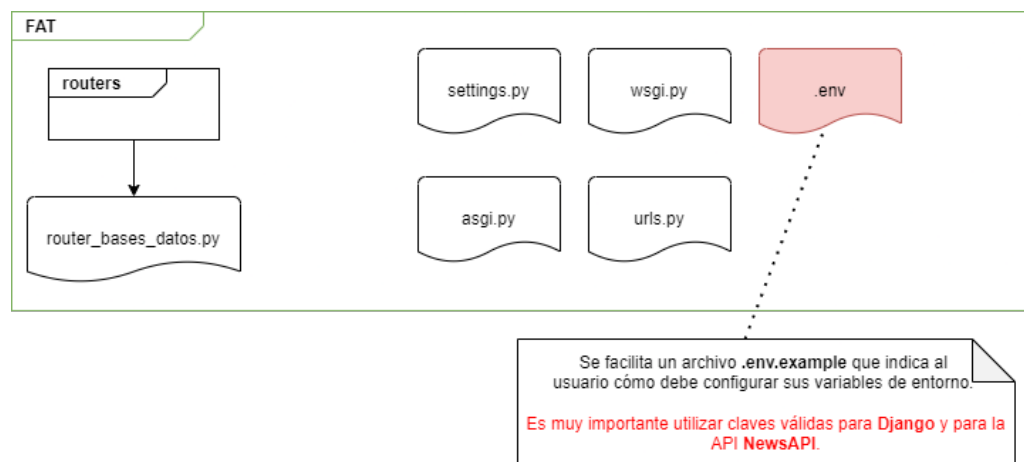 FAT
routers
settings.py
wsgi.py
.env
router_bases_datos.py
asgi.py
urls.py
Se facilita un archivo .env.example que indica al
usuario cómo debe configurar sus variables de entorno.
Es muy importante utilizar claves válidas para Django y para la
API NewsAPI.